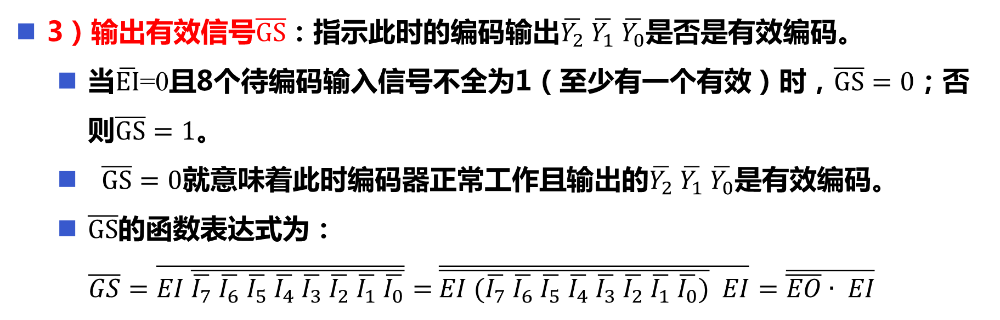 ■ 3）输出有效信号$\overline{\mathrm{GS}}$：指示此时的编码输出$\overline{Y_2}\ \overline{Y_1}\ \overline{Y_0}$是否是有效编码。
■ 当$\overline{\mathrm{EI}}$=0且8个待编码输入信号不全为1（至少有一个有效）时，$\overline{\mathrm{GS}} = 0$；否
则$\overline{\mathrm{GS}} = 1$。
■ $\overline{\mathrm{GS}} = 0$就意味着此时编码器正常工作且输出的$\overline{Y_2}\ \overline{Y_1}\ \overline{Y_0}$是有效编码。
■ $\overline{\mathrm{GS}}$的函数表达式为：
$\overline{GS} = \overline{EI\ \overline{\overline{I_7}\ \overline{I_6}\ \overline{I_5}\ \overline{I_4}\ \overline{I_3}\ \overline{I_2}\ \overline{I_1}\ \overline{I_0}}} = \overline{\overline{EI\ (\overline{I_7}\ \overline{I_6}\ \overline{I_5}\ \overline{I_4}\ \overline{I_3}\ \overline{I_2}\ \overline{I_1}\ \overline{I_0})}\ EI} = \overline{\overline{EO} \cdot EI}$